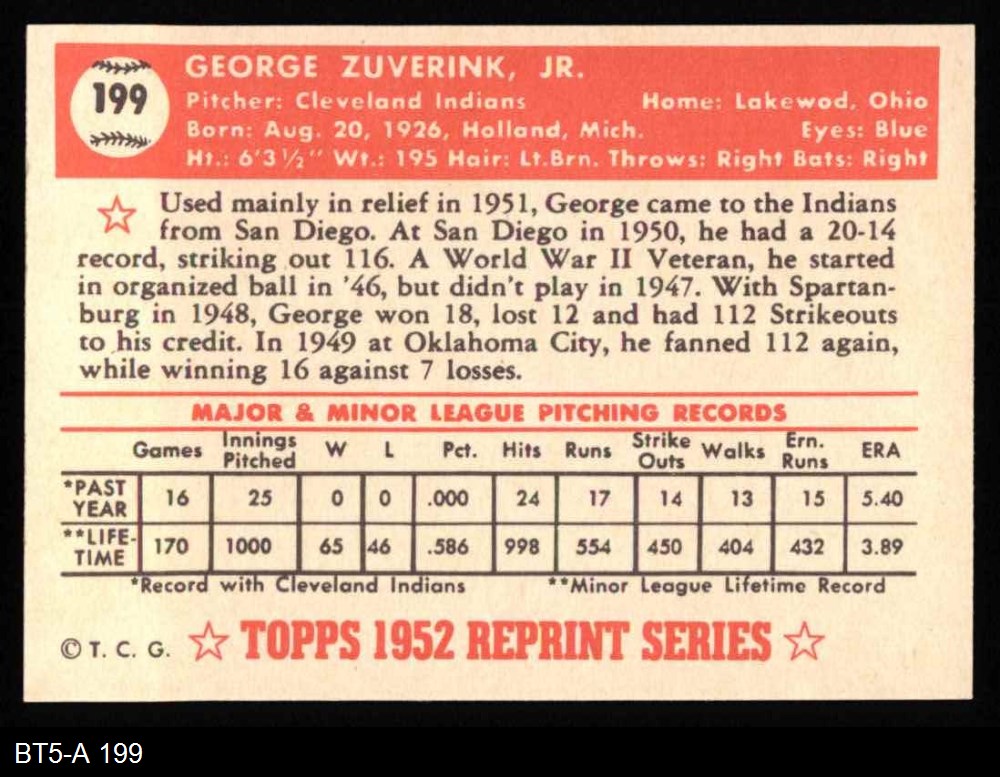 199
GEORGE ZUVERINK, JR.
Pitcher: Cleveland Indians Home: Lakewod, Ohio
Born: Aug. 20, 1926, Holland, Mich. Eyes: Blue
Ht.: 6'3½" Wt.: 195 Hair: Lt.Brn. Throws: Right Bats: Right
Used mainly in relief in 1951, George came to the Indians
from San Diego. At San Diego in 1950, he had a 20-14
record, striking out 116. A World War II Veteran, he started
in organized ball in '46, but didn't play in 1947. With Spartan-
burg in 1948, George won 18, lost 12 and had 112 Strikeouts
to his credit. In 1949 at Oklahoma City, he fanned 112 again,
while winning 16 against 7 losses.
MAJOR & MINOR LEAGUE PITCHING RECORDS
Games Innings Pitched W L Pct. Hits Runs Strike Outs Walks Ern. Runs ERA
*PAST YEAR 16 25 0 0 .000 24 17 14 13 15 5.40
**LIFE-TIME 170 1000 65 46 .586 998 554 450 404 432 3.89
*Record with Cleveland Indians **Minor League Lifetime Record
© T. C. G. ☆ TOPPS 1952 REPRINT SERIES ☆
BT5-A 199